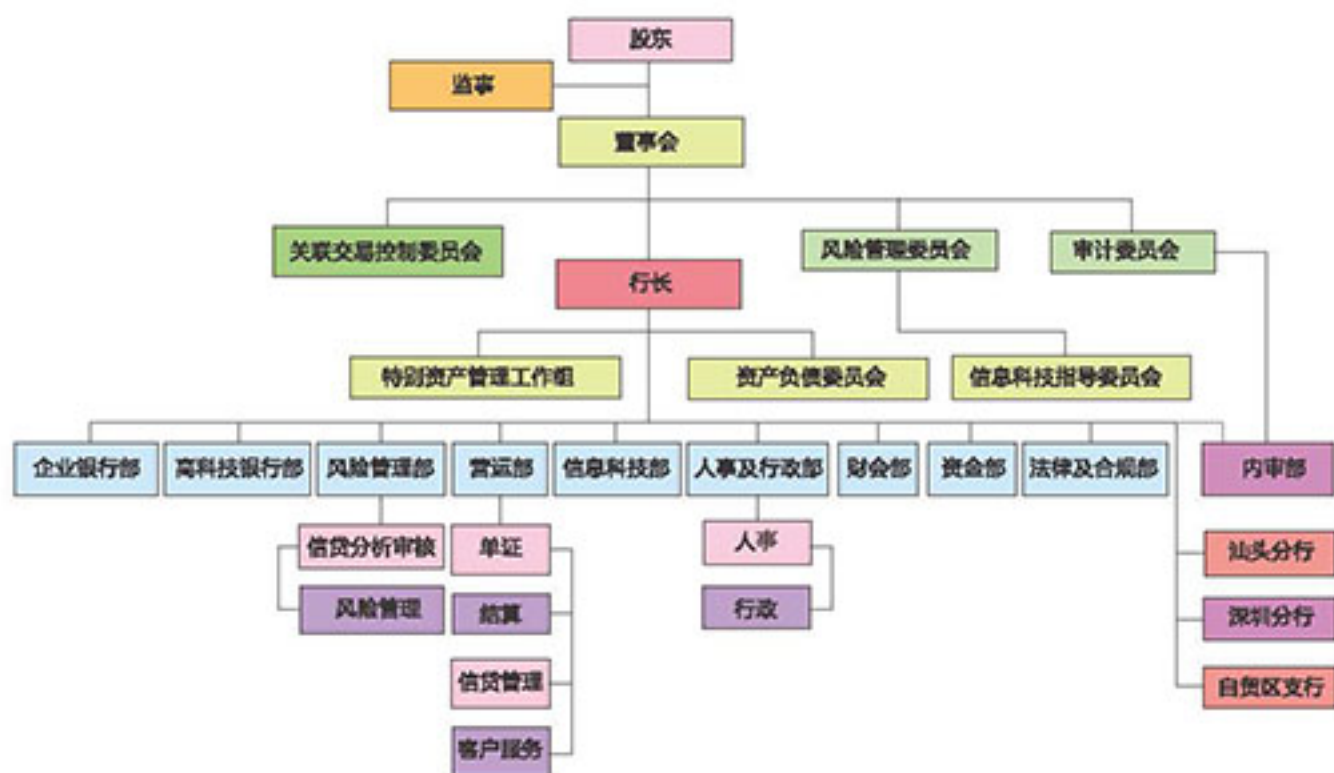 股东
监事
董事会
关联交易控制委员会
风险管理委员会
审计委员会
行长
特别资产管理工作组
资产负债委员会
信息科技指导委员会
企业银行部
高科技银行部
风险管理部
营运部
信息科技部
人事及行政部
财会部
资金部
法律及合规部
内审部
信贷分析审核
单证
人事
汕头分行
风险管理
结算
行政
深圳分行
信贷管理
自贸区支行
客户服务